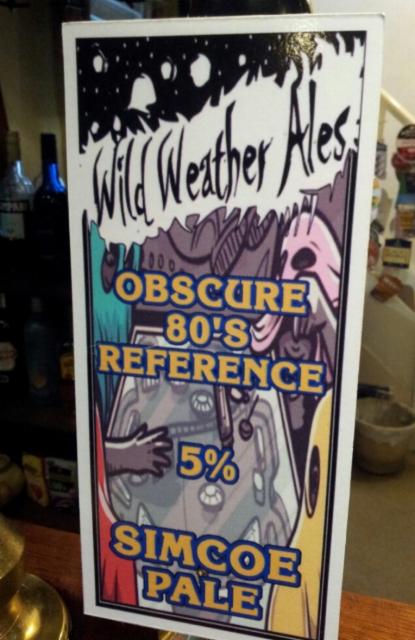 Wild Weather Ales
OBSCURE
80'S
REFERENCE
5%
SIMCOE
PALE